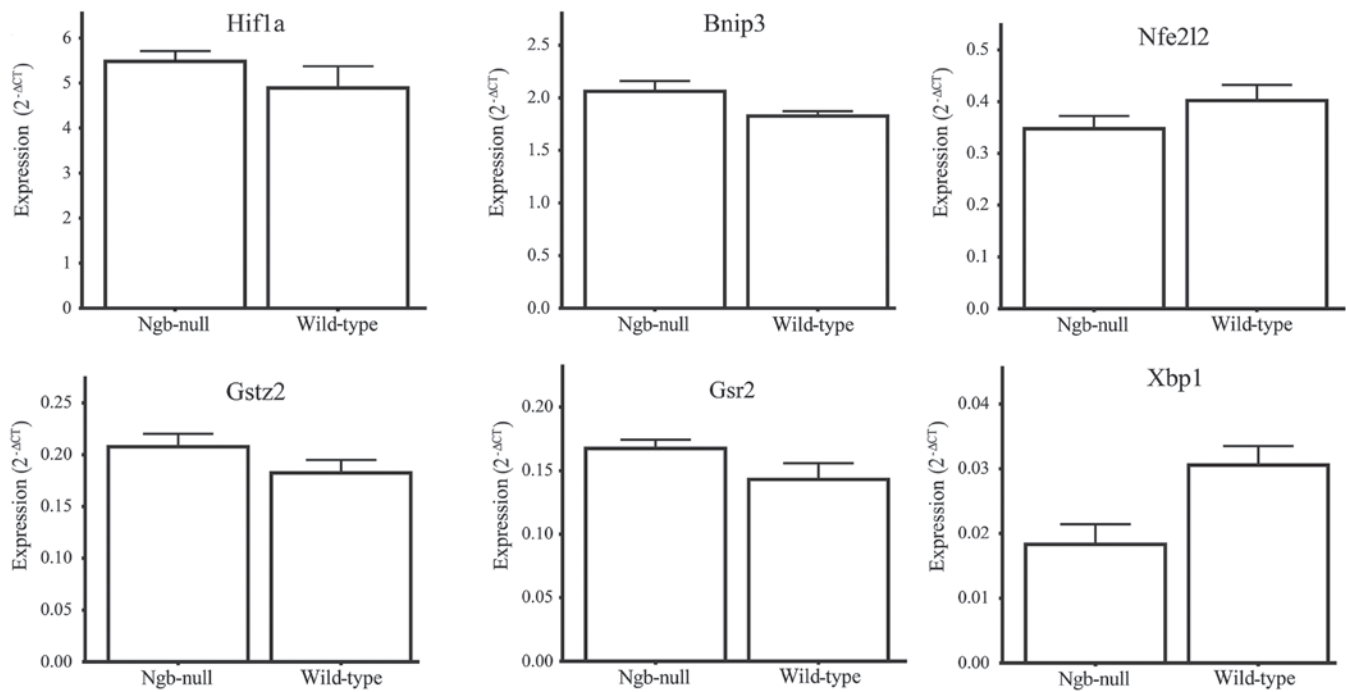 Hif1a
Expression (2-ΔCT)
6
5
4
3
2
1
0
Ngb-null Wild-type
Bnip3
Expression (2-ΔCT)
2.5
2.0
1.5
1.0
0.5
0.0
Ngb-null Wild-type
Nfe2l2
Expression (2-ΔCT)
0.5
0.4
0.3
0.2
0.1
0.0
Ngb-null Wild-type
Gstz2
Expression (2-ΔCT)
0.25
0.20
0.15
0.10
0.05
0.00
Ngb-null Wild-type
Gsr2
Expression (2-ΔCT)
0.20
0.15
0.10
0.05
0.00
Ngb-null Wild-type
Xbp1
Expression (2-ΔCT)
0.04
0.03
0.02
0.01
0.00
Ngb-null Wild-type